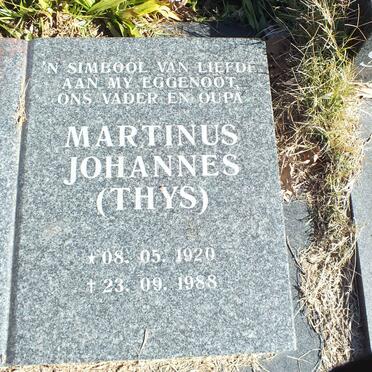 'N SIMBOOL VAN LIEFDE
AAN MY EGGENOOT,
ONS VADER EN OUPA
MARTINUS
JOHANNES
(THYS)
* 08. 05. 1920
† 23. 09. 1988